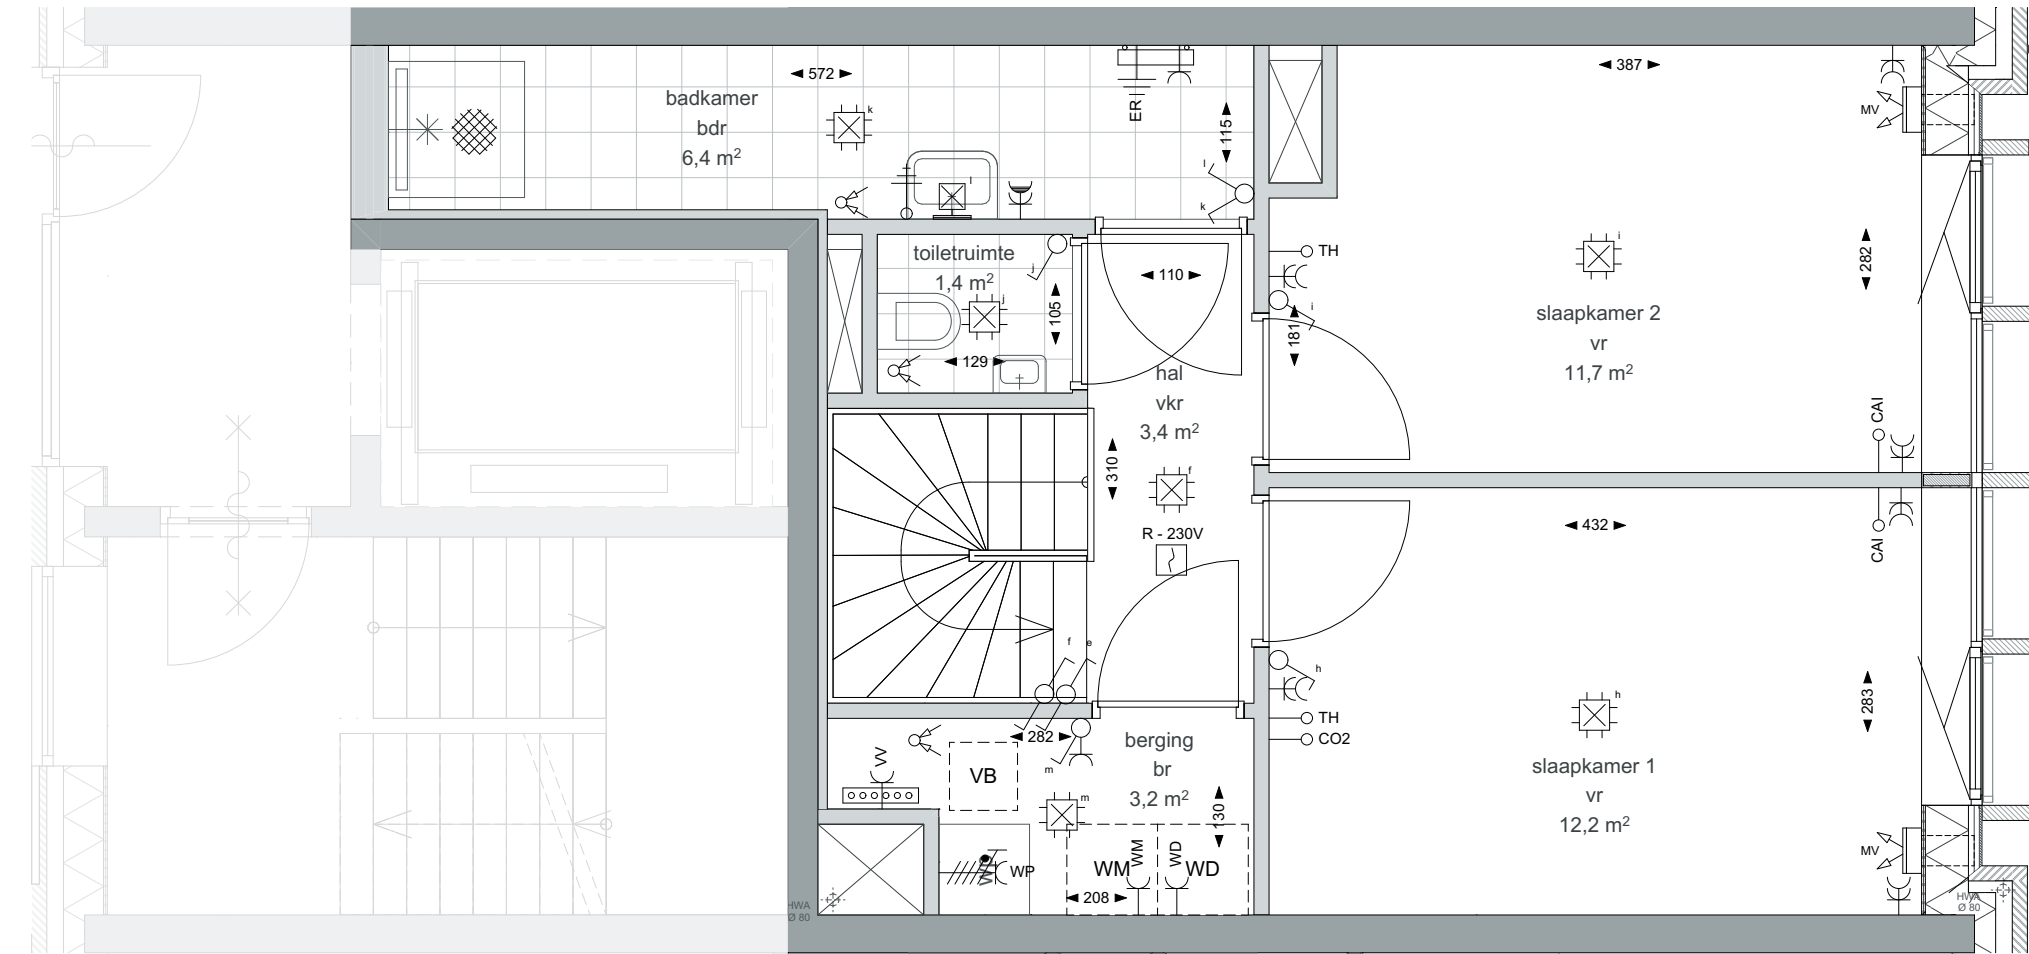 572
387
badkamer
bdr
6,4 m²
k
ER
115
MV
l
l
k
toiletruimte
1,4 m²
j
j
105
129
110
TH
i
181
i
282
slaapkamer 2
vr
11,7 m²
hal
vkr
3,4 m²
310
f
R - 230V
CAI
432
CAI
f
e
h
TH
CO2
h
283
slaapkamer 1
vr
12,2 m²
282
m
berging
br
3,2 m²
VV
VB
m
130
WP
WM
WM
WD
WD
208
MV
HWA
Ø 80
HWA
Ø 80